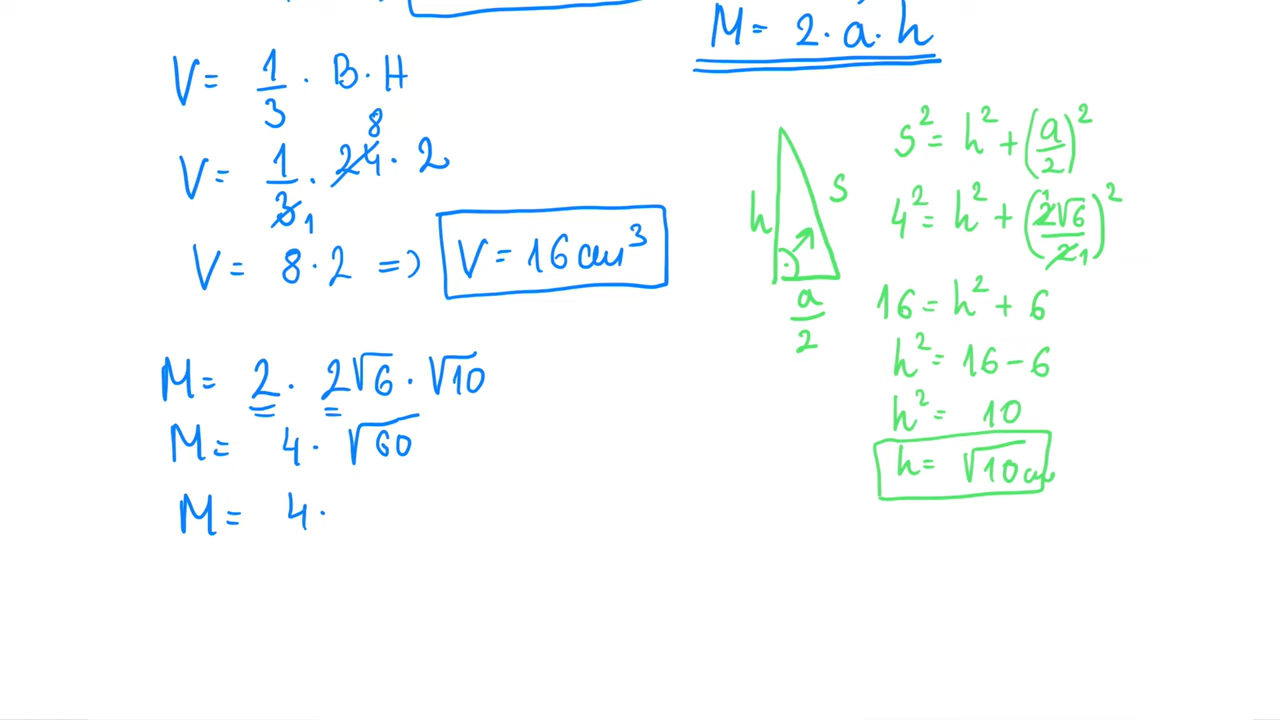 V = 1/3 · B · H
8
V = 1/3 · 24 · 2
1
V = 8 · 2 => V = 16 cm³
M = 2 · 2√6 · √10
M = 4 · √60
M = 4 ·
M = 2 · a · h
h
s
a/2
s² = h² + (a/2)²
4² = h² + (2√6/2)²
1
1
16 = h² + 6
h² = 16 - 6
h² = 10
h = √10 cm